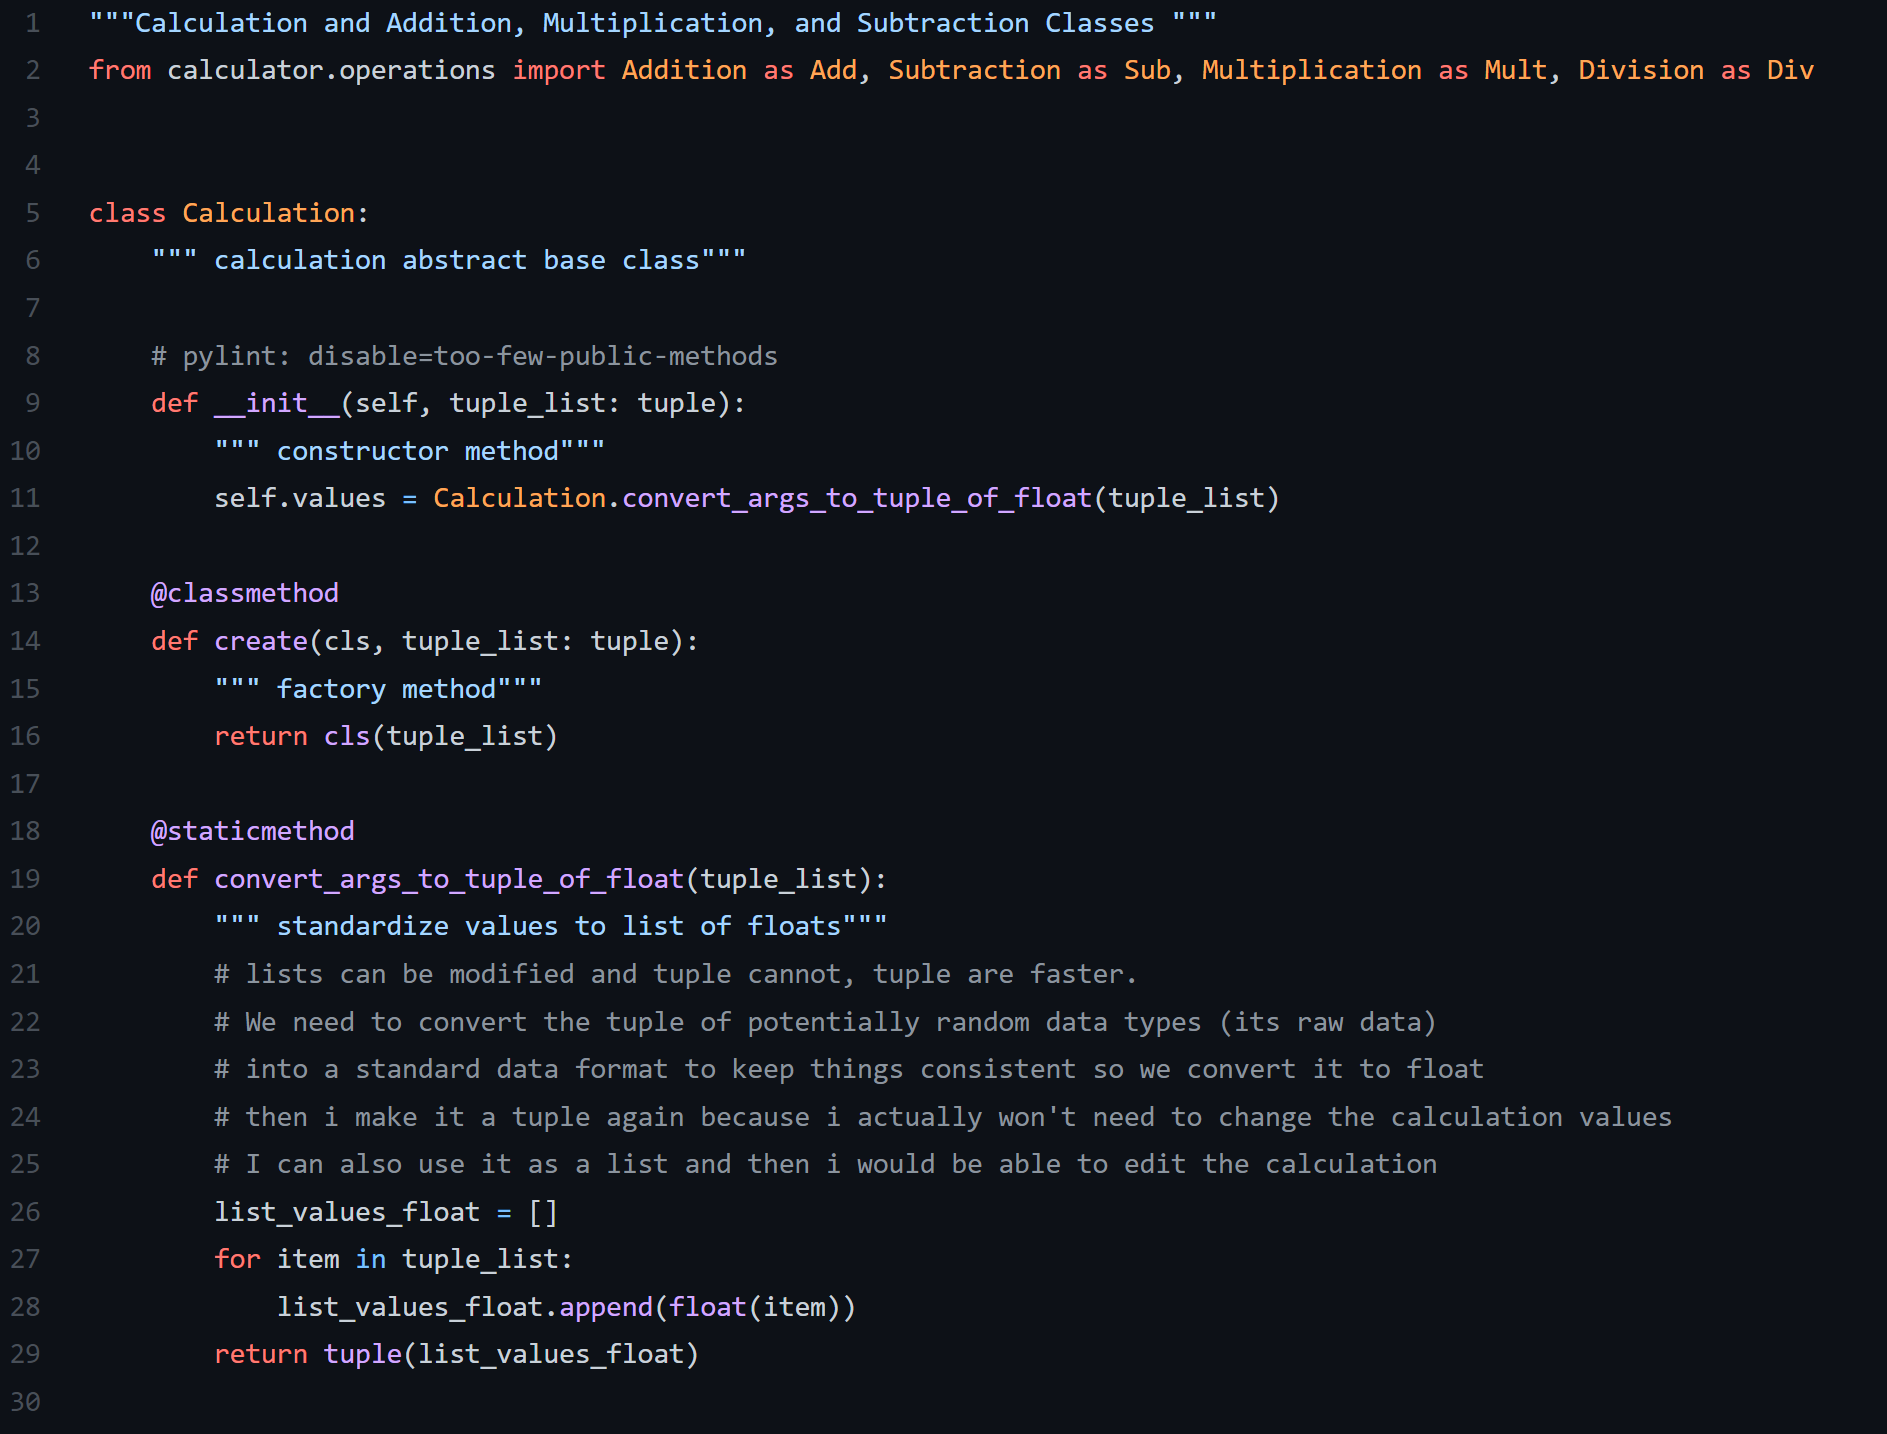 1 """Calculation and Addition, Multiplication, and Subtraction Classes """
2 from calculator.operations import Addition as Add, Subtraction as Sub, Multiplication as Mult, Division as Div
3
4
5 class Calculation:
6     """ calculation abstract base class"""
7
8     # pylint: disable=too-few-public-methods
9     def __init__(self, tuple_list: tuple):
10         """ constructor method"""
11         self.values = Calculation.convert_args_to_tuple_of_float(tuple_list)
12
13     @classmethod
14     def create(cls, tuple_list: tuple):
15         """ factory method"""
16         return cls(tuple_list)
17
18     @staticmethod
19     def convert_args_to_tuple_of_float(tuple_list):
20         """ standardize values to list of floats"""
21         # lists can be modified and tuple cannot, tuple are faster.
22         # We need to convert the tuple of potentially random data types (its raw data)
23         # into a standard data format to keep things consistent so we convert it to float
24         # then i make it a tuple again because i actually won't need to change the calculation values
25         # I can also use it as a list and then i would be able to edit the calculation
26         list_values_float = []
27         for item in tuple_list:
28             list_values_float.append(float(item))
29         return tuple(list_values_float)
30